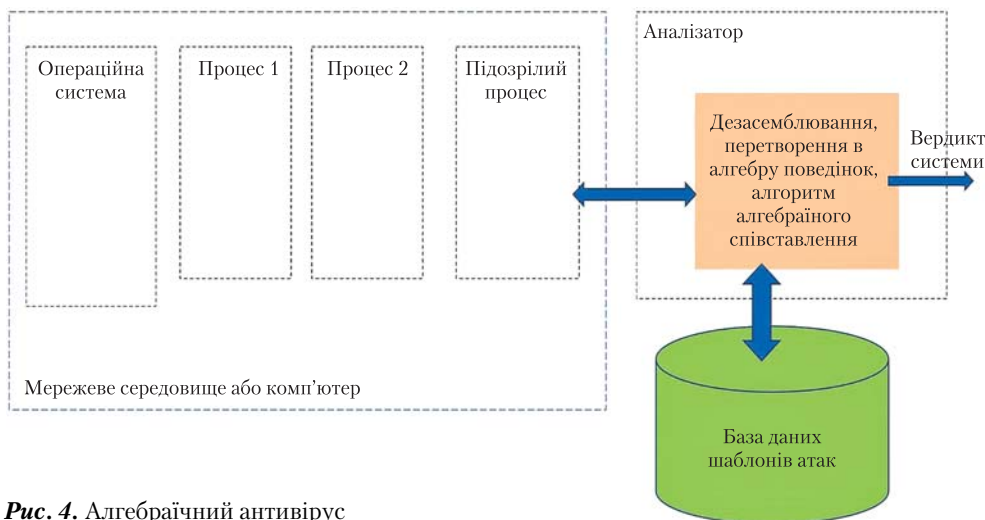 Операційна
система
Процес 1
Процес 2
Підозрілий
процес
Мережеве середовище або комп’ютер
Аналізатор
Дезасемблювання,
перетворення в
алгебру поведінок,
алгоритм
алгебраїного
співставлення
Вердикт
системи
База даних
шаблонів атак
Рис. 4. Алгебраїчний антивірус